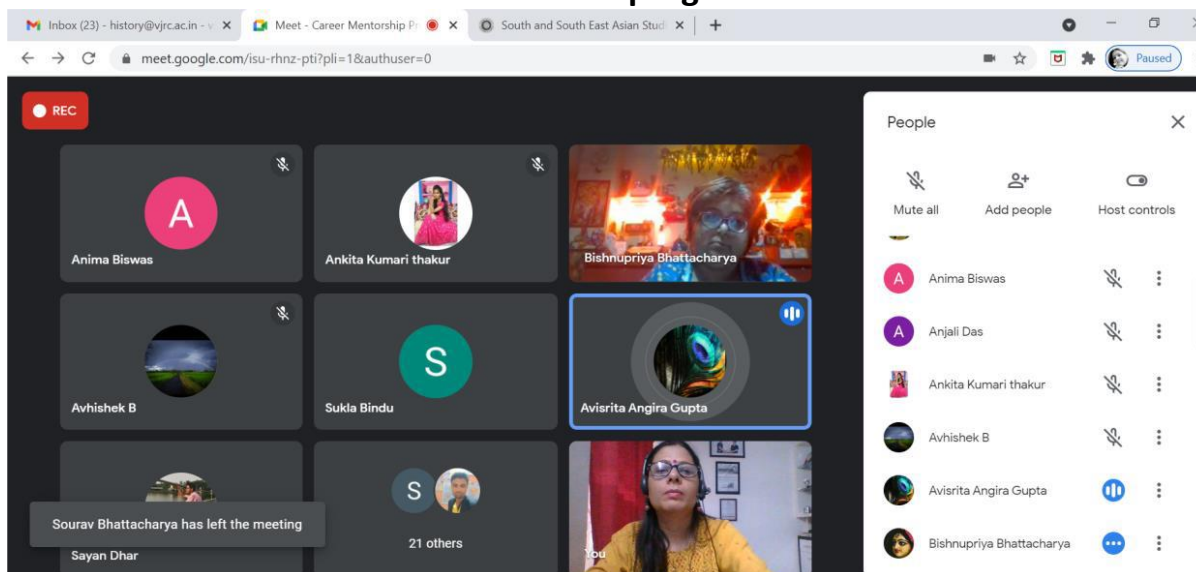 Inbox (23) - history@vjrc.ac.in - v
Meet - Career Mentorship Pr
South and South East Asian Studi
meet.google.com/isu-rhnz-pti?pli=1&authuser=0
Paused
REC
A
Anima Biswas
Ankita Kumari thakur
Bishnupriya Bhattacharya
Avhishek B
S
Sukla Bindu
Avisrita Angira Gupta
Sourav Bhattacharya has left the meeting
Sayan Dhar
S
21 others
You
People
Mute all
Add people
Host controls
A Anima Biswas
A Anjali Das
Ankita Kumari thakur
Avhishek B
Avisrita Angira Gupta
Bishnupriya Bhattacharya